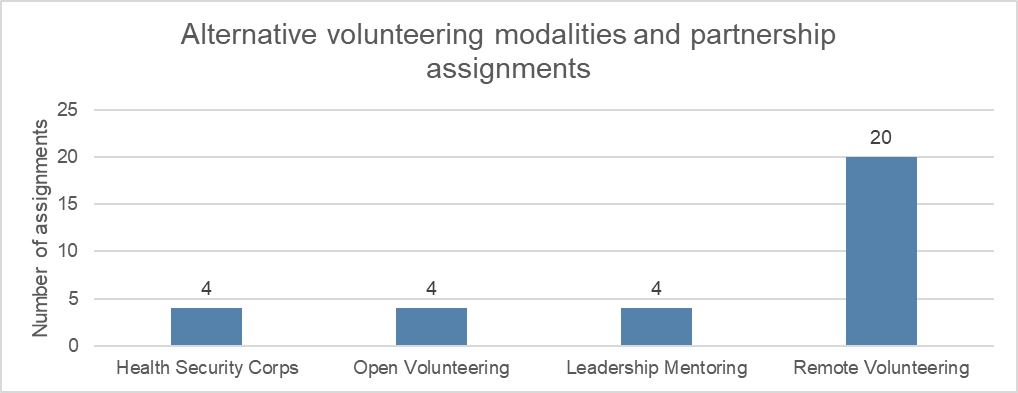 Alternative volunteering modalities and partnership
assignments
Number of assignments
25
20
15
10
5
0
4
4
4
20
Health Security Corps
Open Volunteering
Leadership Mentoring
Remote Volunteering